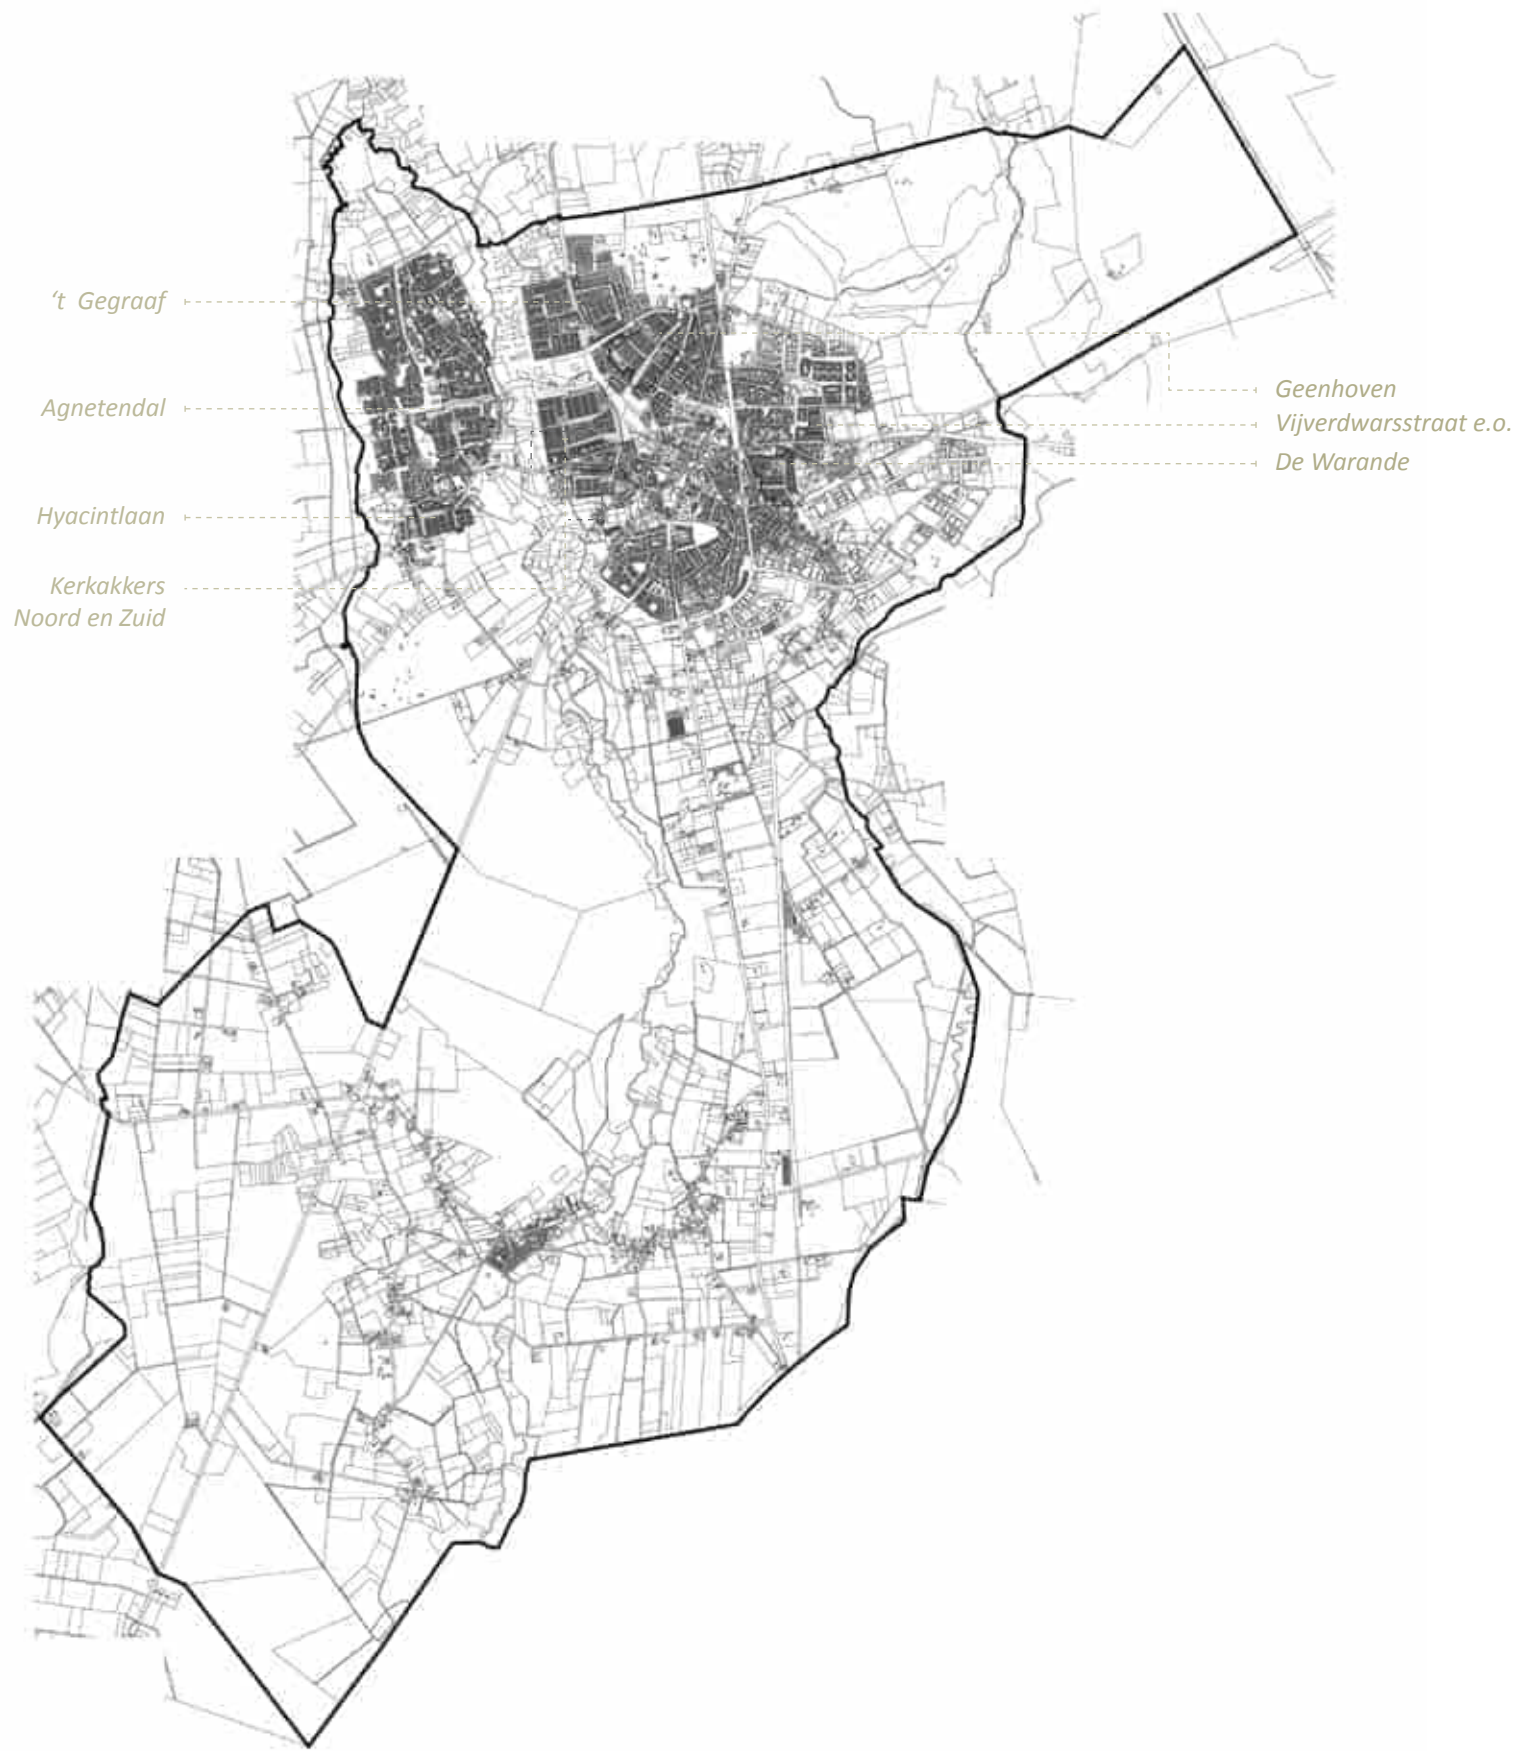 ‘t Gegraaf
Agnetendal
Hyacintlaan
Kerkakkers
Noord en Zuid
Geenhoven
Vijverdwarsstraat e.o.
De Warande